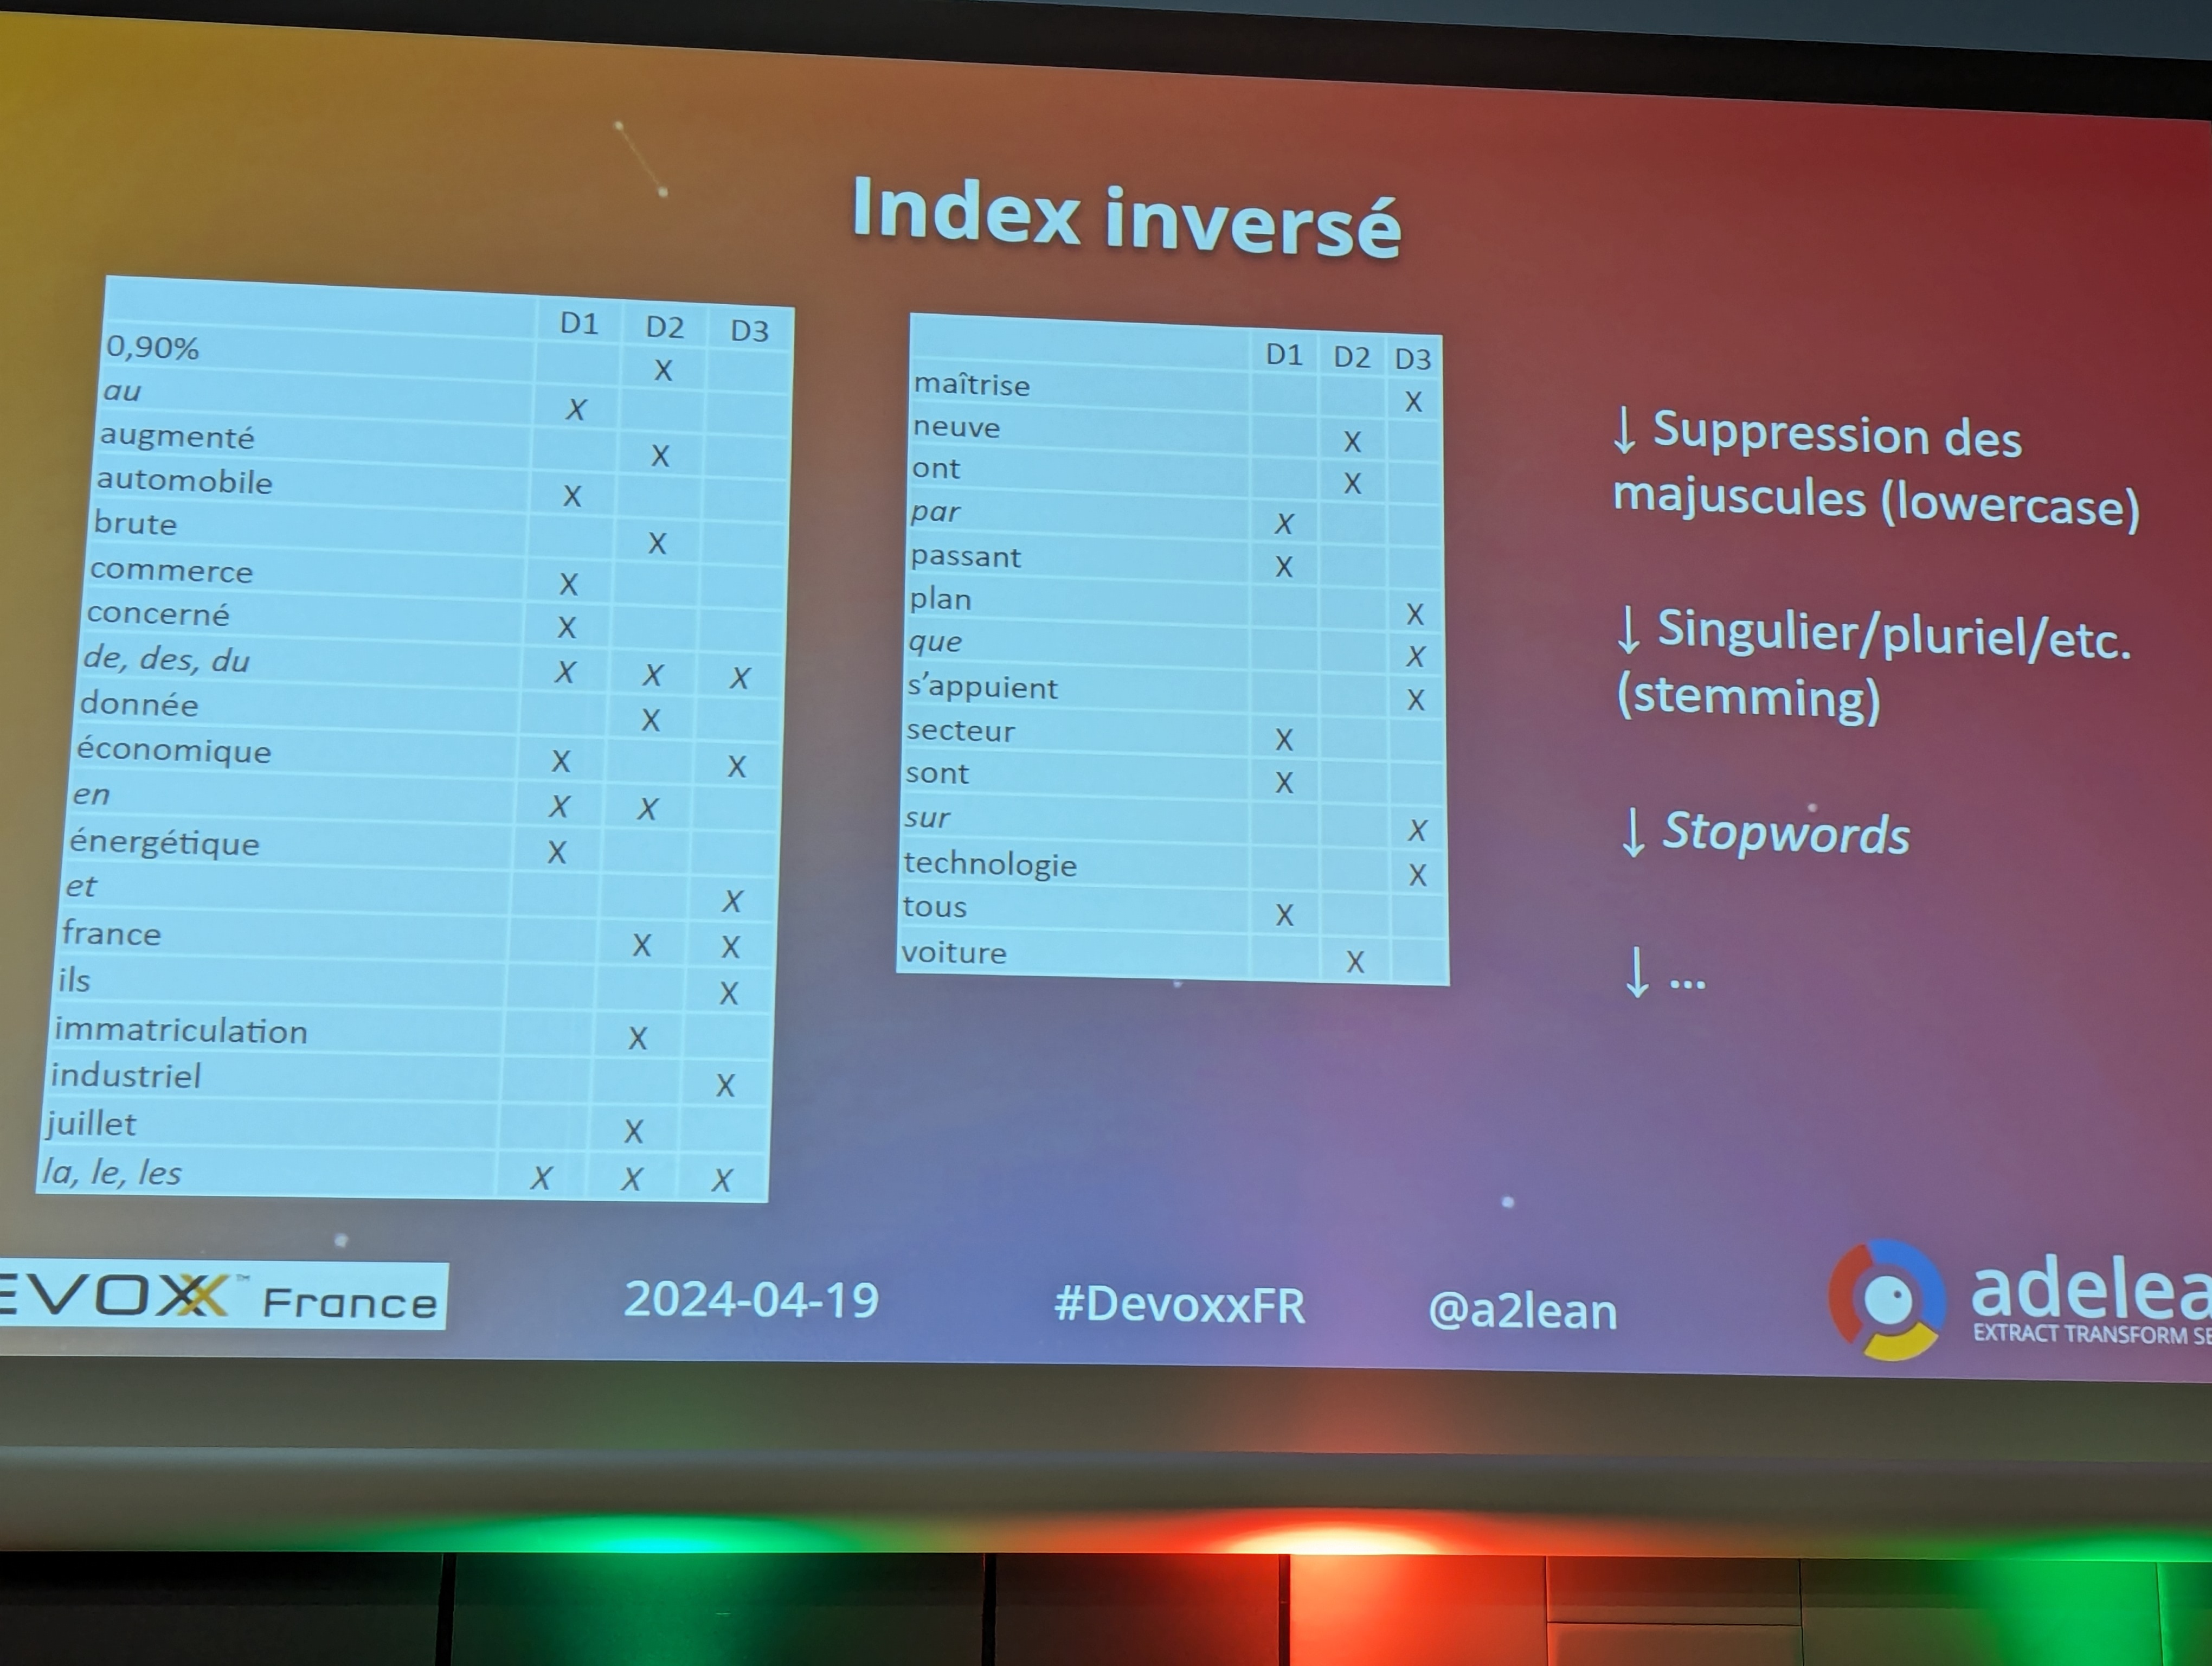 Index inversé
D1 D2 D3
0,90% X
au X
augmenté X
automobile X
brute X
commerce X
concerné X
de, des, du X X X
donnée X
économique X X
en X X
énergétique X
et X
france X X
ils X
immatriculation X
industriel X
juillet X
la, le, les X X X
D1 D2 D3
maîtrise X
neuve X
ont X
par X
passant X
plan X
que X
s'appuient X
secteur X
sont X
sur X
technologie X
tous X
voiture X
↓ Suppression des
majuscules (lowercase)
↓ Singulier/pluriel/etc.
(stemming)
↓ Stopwords
↓ ...
EVOXX™ France
2024-04-19
#DevoxxFR
@a2lean
adelea
EXTRACT TRANSFORM SE